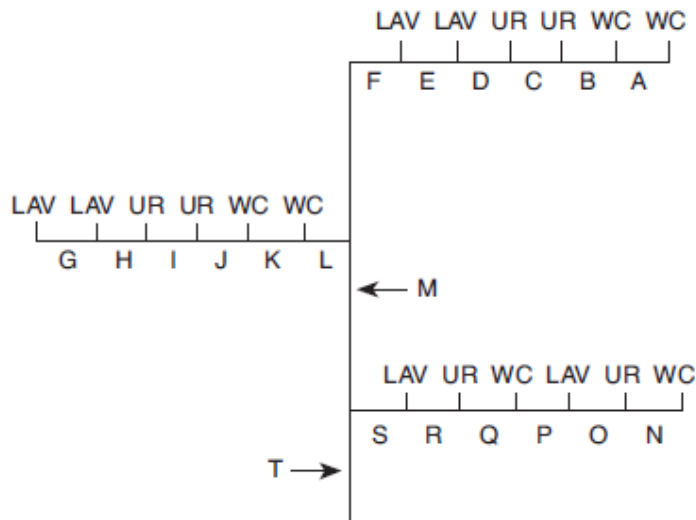 LAV LAV UR UR WC WC
F E D C B A
LAV LAV UR UR WC WC
G H I J K L
M
LAV UR WC LAV UR WC
S R Q P O N
T